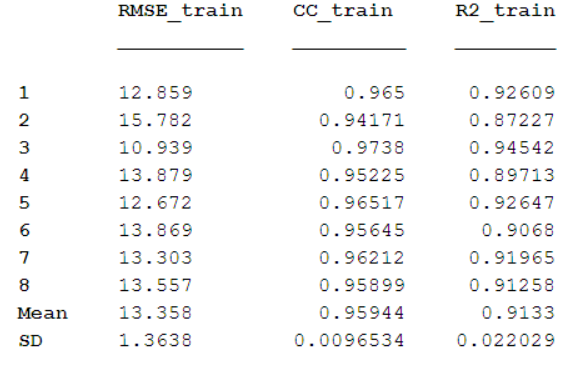 RMSE_train CC_train R2_train
1 12.859 0.965 0.92609
2 15.782 0.94171 0.87227
3 10.939 0.9738 0.94542
4 13.879 0.95225 0.89713
5 12.672 0.96517 0.92647
6 13.869 0.95645 0.9068
7 13.303 0.96212 0.91965
8 13.557 0.95899 0.91258
Mean 13.358 0.95944 0.9133
SD 1.3638 0.0096534 0.022029